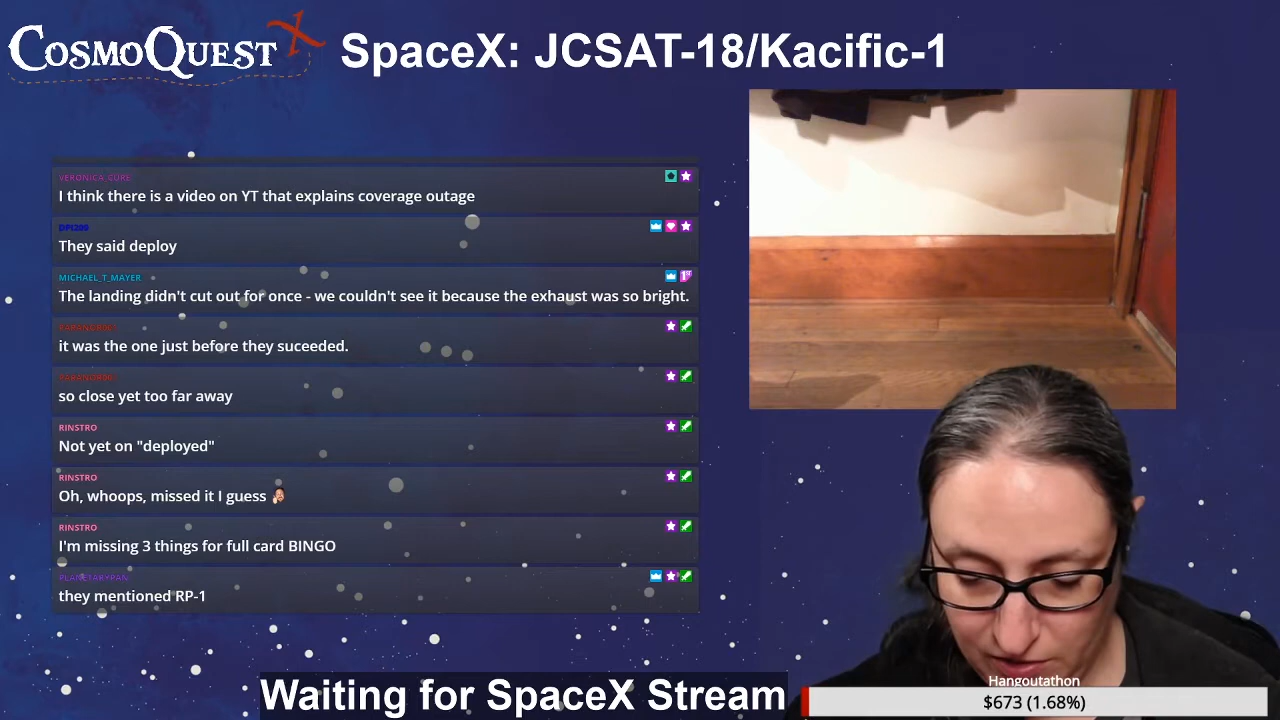 CosmoQuest X
SpaceX: JCSAT-18/Kacific-1
VERONICA_CURE
I think there is a video on YT that explains coverage outage
They said deploy
MICHAEL_T_MAYER
The landing didn't cut out for once - we couldn't see it because the exhaust was so bright.
it was the one just before they suceeded.
so close yet too far away
RINSTRO
Not yet on "deployed"
RINSTRO
Oh, whoops, missed it I guess
RINSTRO
I'm missing 3 things for full card BINGO
PLANETARYPAN
they mentioned RP-1
Waiting for SpaceX Stream
Hangoutathon
$673 (1.68%)